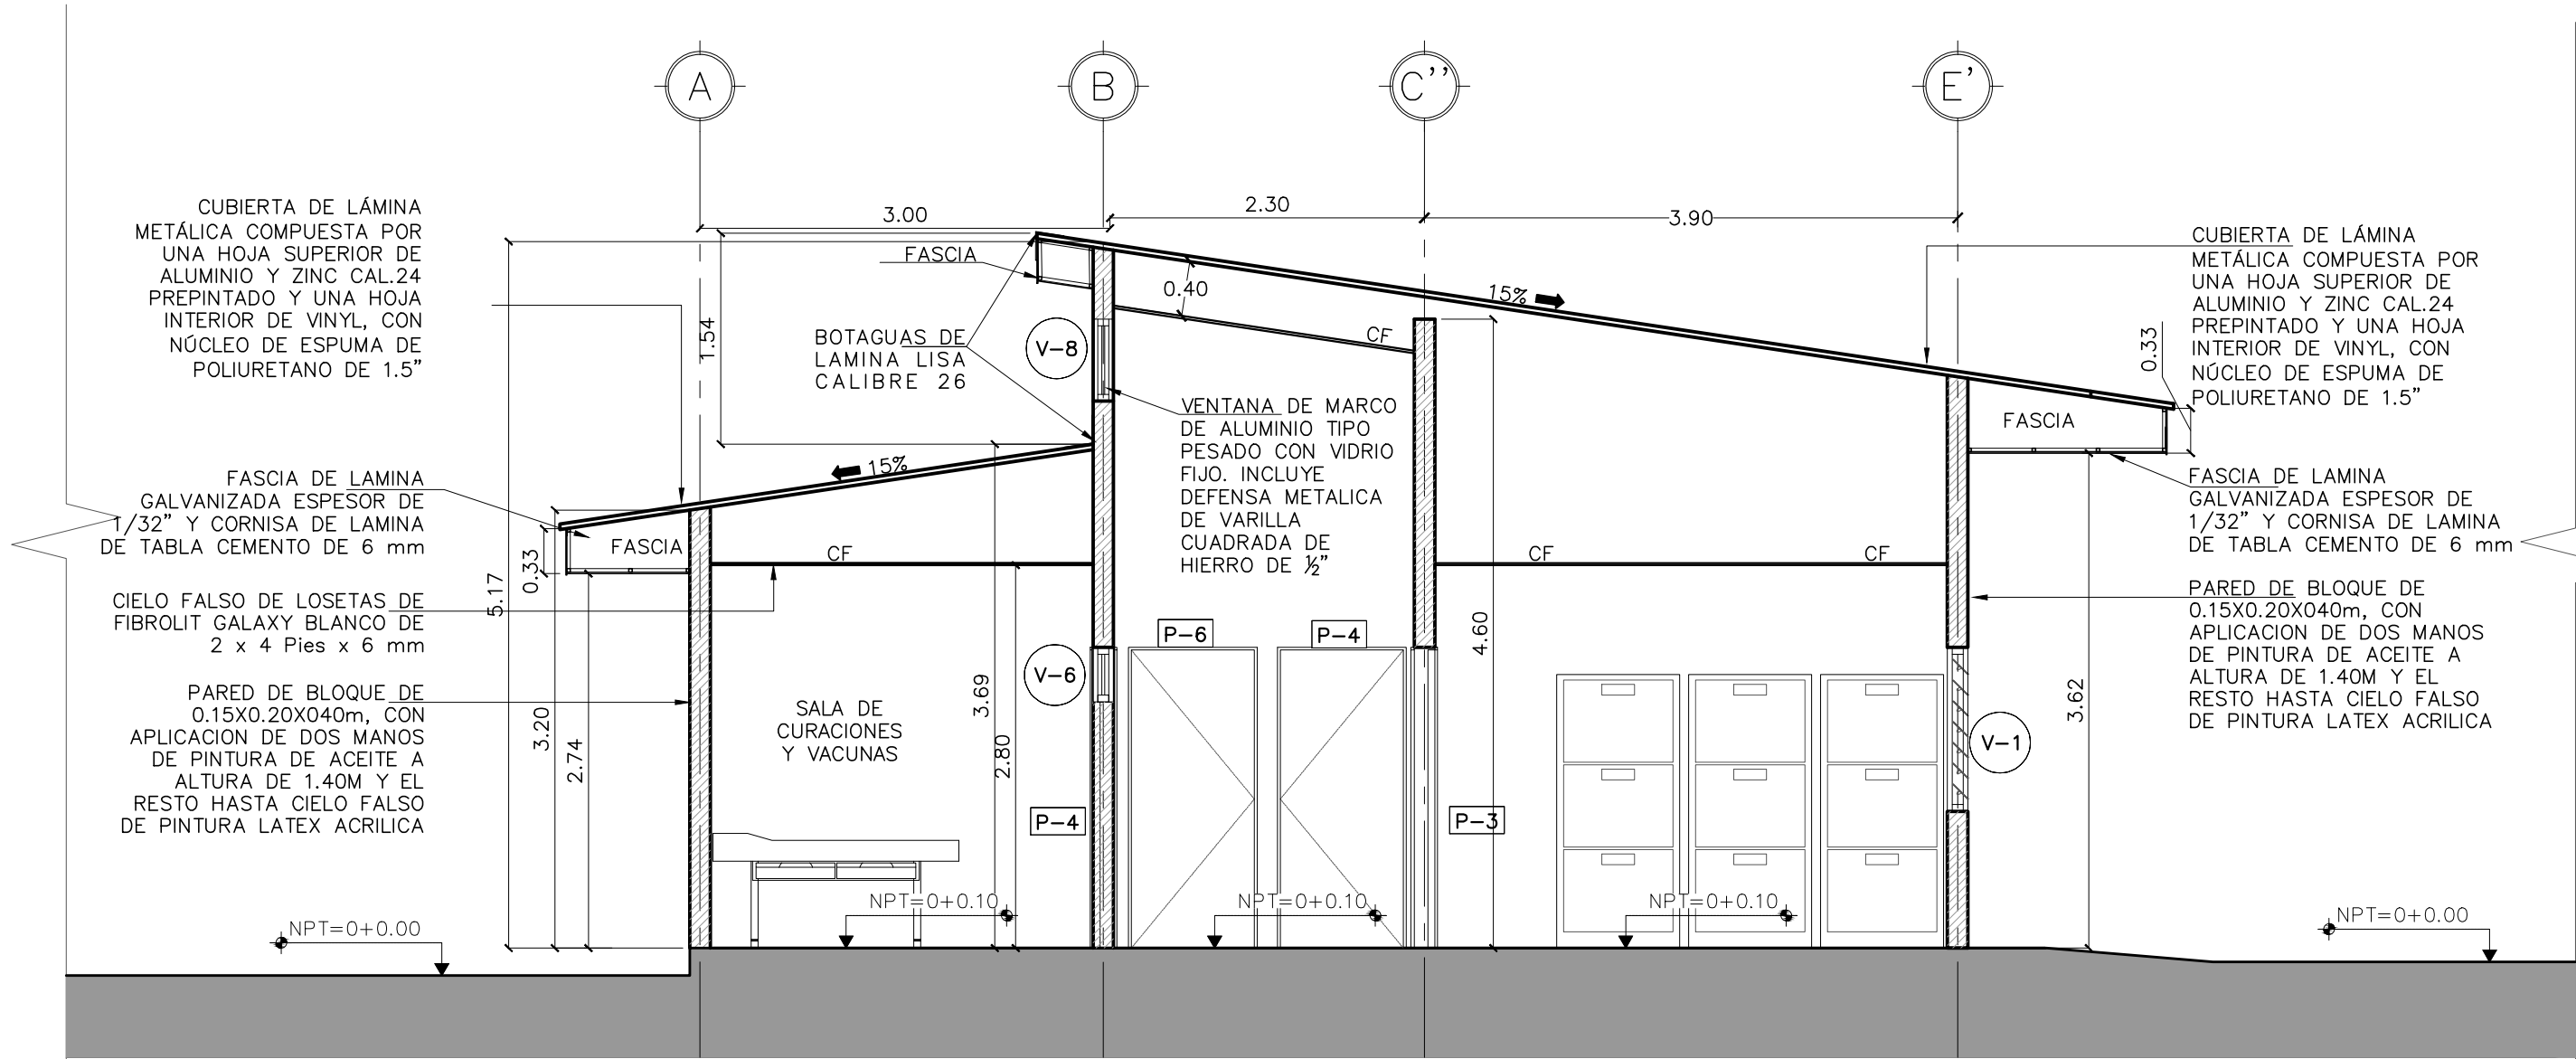 A
B
C''
E'
3.00
2.30
3.90
CUBIERTA DE LÁMINA
METÁLICA COMPUESTA POR
UNA HOJA SUPERIOR DE
ALUMINIO Y ZINC CAL.24
PREPINTADO Y UNA HOJA
INTERIOR DE VINYL, CON
NÚCLEO DE ESPUMA DE
POLIURETANO DE 1.5"
FASCIA DE LAMINA
GALVANIZADA ESPESOR DE
1/32" Y CORNISA DE LAMINA
DE TABLA CEMENTO DE 6 mm
CIELO FALSO DE LOSETAS DE
FIBROLIT GALAXY BLANCO DE
2 x 4 Pies x 6 mm
PARED DE BLOQUE DE
0.15X0.20X040m, CON
APLICACION DE DOS MANOS
DE PINTURA DE ACEITE A
ALTURA DE 1.40M Y EL
RESTO HASTA CIELO FALSO
DE PINTURA LATEX ACRILICA
NPT=0+0.00
5.17
0.33
3.20
2.74
1.54
FASCIA
FASCIA
BOTAGUAS DE
LAMINA LISA
CALIBRE 26
15%
CF
SALA DE
CURACIONES
Y VACUNAS
3.69
2.80
NPT=0+0.10
V-8
V-6
P-4
0.40
CF
15%
VENTANA DE MARCO
DE ALUMINIO TIPO
PESADO CON VIDRIO
FIJO. INCLUYE
DEFENSA METALICA
DE VARILLA
CUADRADA DE
HIERRO DE ½"
P-6
P-4
NPT=0+0.10
4.60
P-3
CF
CF
NPT=0+0.10
V-1
FASCIA
0.33
3.62
CUBIERTA DE LÁMINA
METÁLICA COMPUESTA POR
UNA HOJA SUPERIOR DE
ALUMINIO Y ZINC CAL.24
PREPINTADO Y UNA HOJA
INTERIOR DE VINYL, CON
NÚCLEO DE ESPUMA DE
POLIURETANO DE 1.5"
FASCIA DE LAMINA
GALVANIZADA ESPESOR DE
1/32" Y CORNISA DE LAMINA
DE TABLA CEMENTO DE 6 mm
PARED DE BLOQUE DE
0.15X0.20X040m, CON
APLICACION DE DOS MANOS
DE PINTURA DE ACEITE A
ALTURA DE 1.40M Y EL
RESTO HASTA CIELO FALSO
DE PINTURA LATEX ACRILICA
NPT=0+0.00